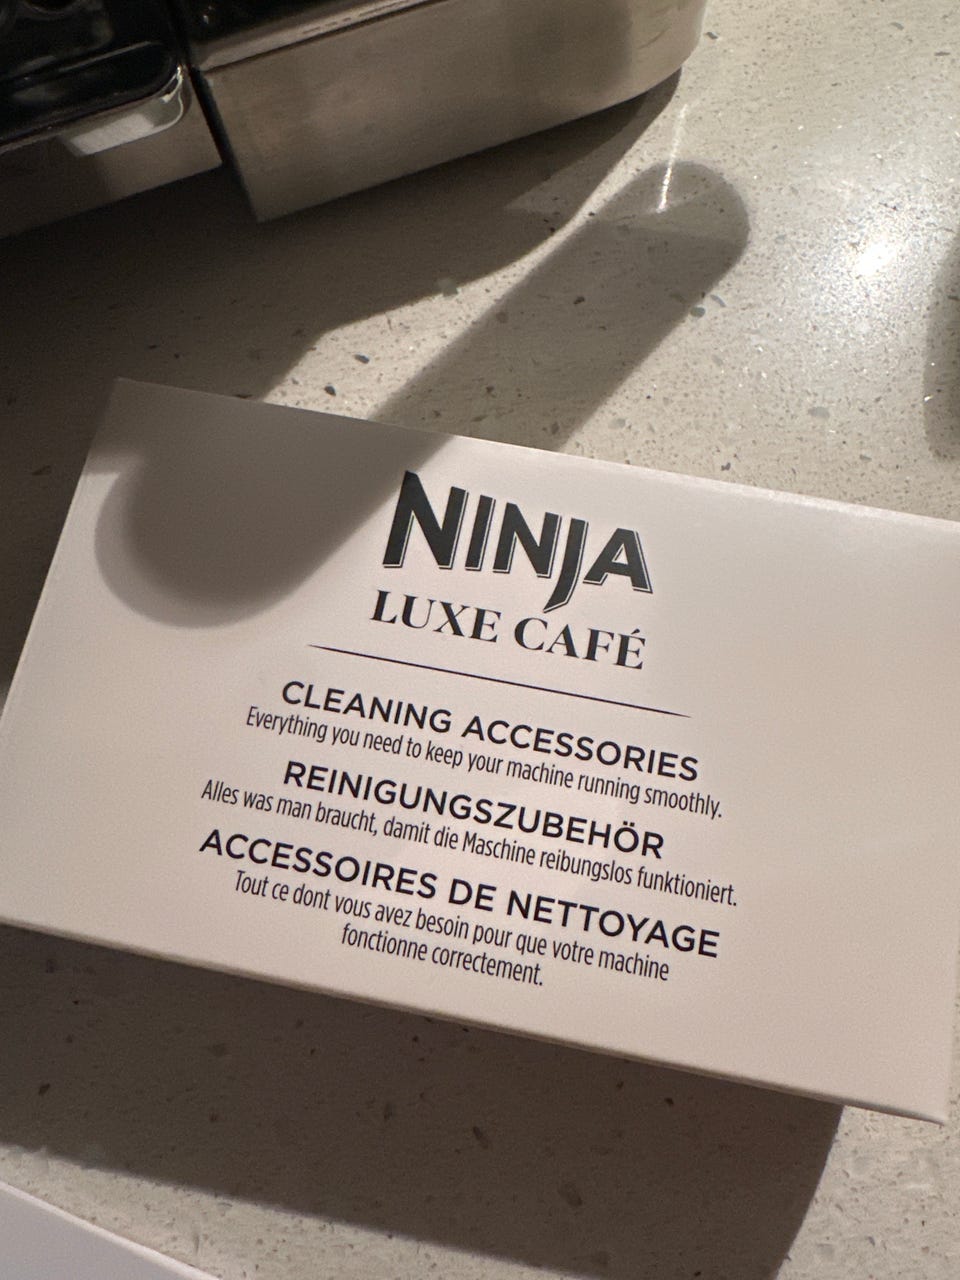 NINJA
LUXE CAFÉ
CLEANING ACCESSORIES
Everything you need to keep your machine running smoothly.
REINIGUNGSZUBEHÖR
Alles was man braucht, damit die Maschine reibungslos funktioniert.
ACCESSOIRES DE NETTOYAGE
Tout ce dont vous avez besoin pour que votre machine
fonctionne correctement.